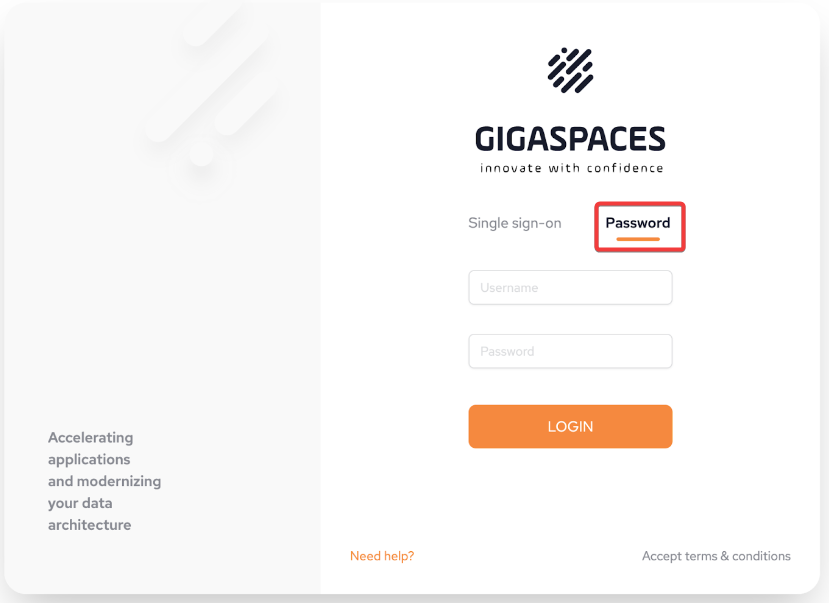 GIGASPACES
innovate with confidence
Single sign-on
Password
Username
Password
LOGIN
Accelerating
applications
and modernizing
your data
architecture
Need help?
Accept terms & conditions